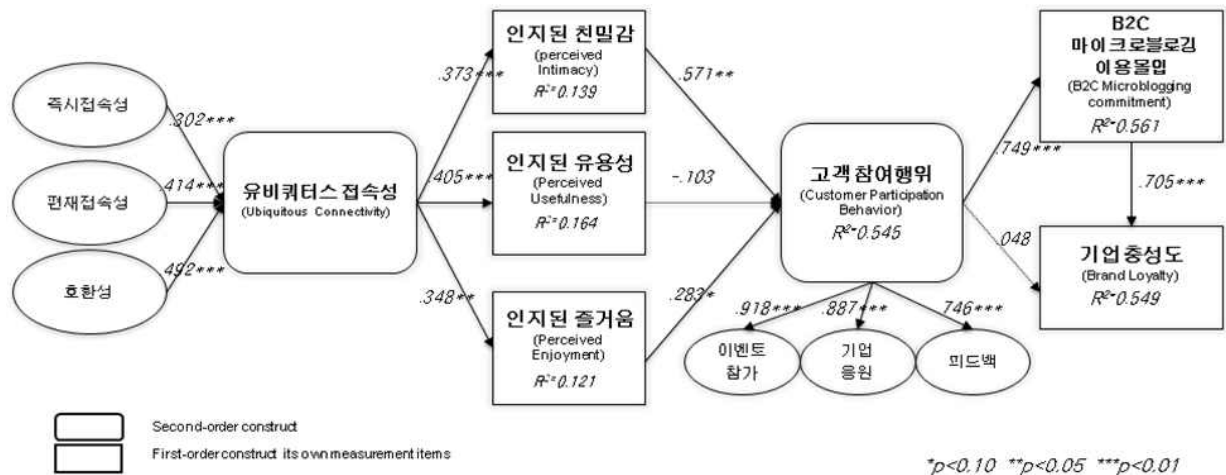 즉시접속성
편재접속성
호환성
.302***
.414***
.492***
유비쿼터스 접속성
(Ubiquitous Connectivity)
.373***
.405***
.348**
인지된 친밀감
(perceived
Intimacy)
R²=0.139
인지된 유용성
(Perceived
Usefulness)
R²=0.164
인지된 즐거움
(Perceived
Enjoyment)
R²=0.121
.571**
-.103
.283*
고객 참여행위
(Customer Participation
Behavior)
R²=0.545
.918***
.887***
.746***
이벤트
참가
기업
응원
피드백
.749***
.048
B2C
마이크로블로깅
이용몰입
(B2C Microblogging
commitment)
R²=0.561
.705***
기업 충성도
(Brand Loyalty)
R²=0.549
Second-order construct
First-order construct its own measurement items
*p<0.10 **p<0.05 ***p<0.01